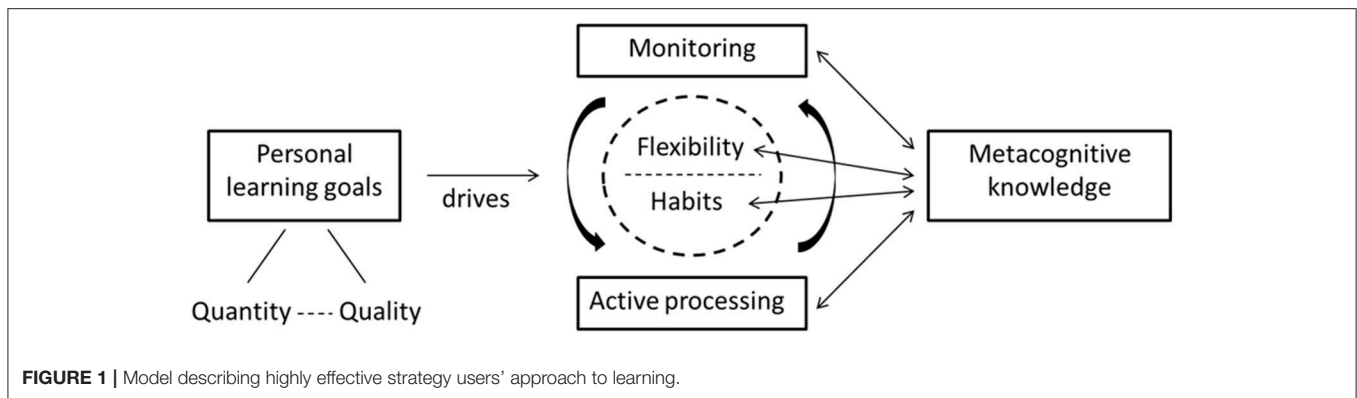 Monitoring
Personal
learning goals
drives
Flexibility
Habits
Metacognitive
knowledge
Quantity ---- Quality
Active processing
FIGURE 1 | Model describing highly effective strategy users’ approach to learning.